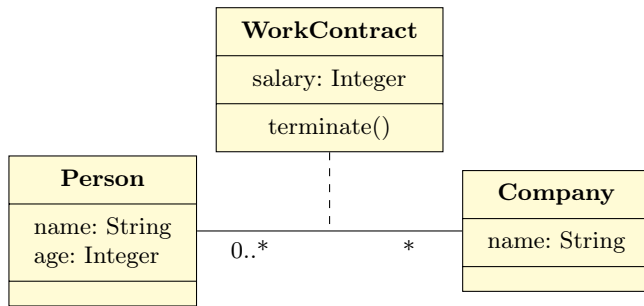 WorkContract
salary: Integer
terminate()
Person
name: String
age: Integer
0..*
*
Company
name: String